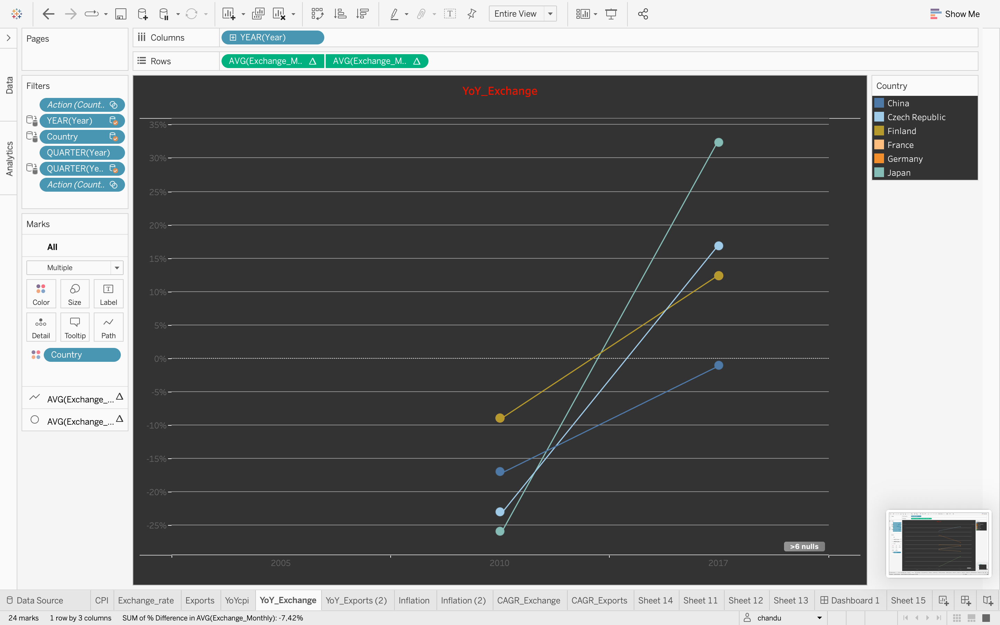 Entire View
Show Me
Pages
Columns
YEAR(Year)
Rows
AVG(Exchange_M..
AVG(Exchange_M..
Data
Analytics
Filters
Action (Count..
YEAR(Year)
Country
QUARTER(Year)
QUARTER(Ye..
Action (Count..
Marks
All
Multiple
Color
Size
Label
Detail
Tooltip
Path
Country
AVG(Exchange_...
AVG(Exchange_...
YoY_Exchange
35%
30%
25%
20%
15%
10%
5%
0%
-5%
-10%
-15%
-20%
-25%
>6 nulls
2005
2010
2017
Country
China
Czech Republic
Finland
France
Germany
Japan
Data Source
CPI
Exchange_rate
Exports
YoYcpi
YoY_Exchange
YoY_Exports (2)
Inflation
Inflation (2)
CAGR_Exchange
CAGR_Exports
Sheet 14
Sheet 11
Sheet 12
Sheet 13
Dashboard 1
Sheet 15
24 marks
1 row by 3 columns
SUM of % Difference in AVG(Exchange_Monthly): -7,42%
chandu